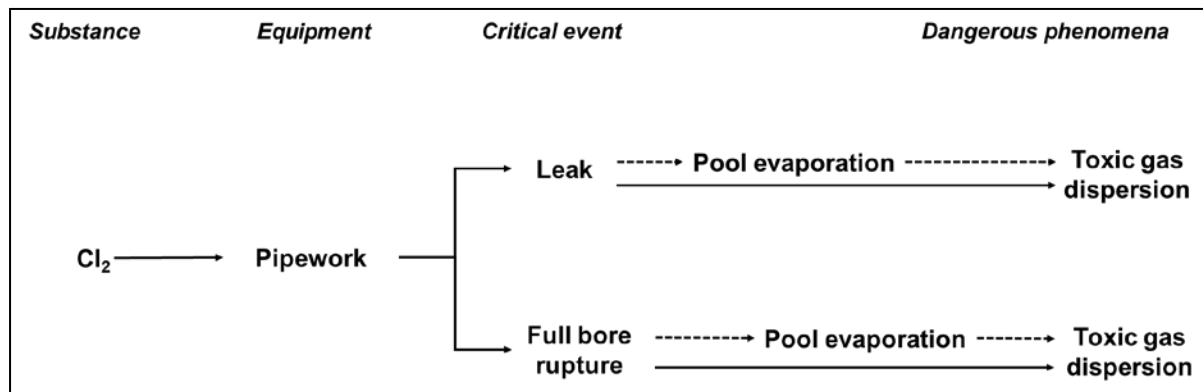 Substance Equipment Critical event Dangerous phenomena
Leak Pool evaporation Toxic gas
dispersion
Cl₂ Pipework
Full bore
rupture Pool evaporation Toxic gas
dispersion